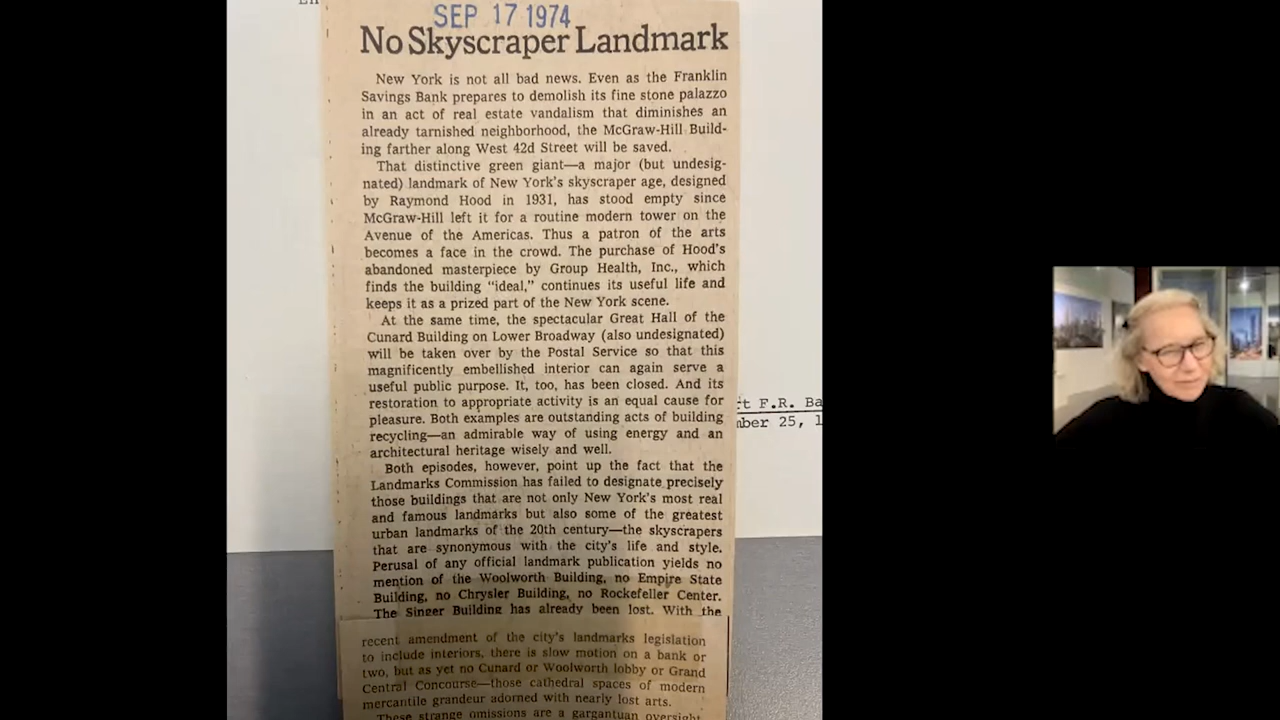 SEP 17 1974
No Skyscraper Landmark
New York is not all bad news. Even as the Franklin
Savings Bank prepares to demolish its fine stone palazzo
in an act of real estate vandalism that diminishes an
already tarnished neighborhood, the McGraw-Hill Build-
ing farther along West 42d Street will be saved.
That distinctive green giant—a major (but undesig-
nated) landmark of New York's skyscraper age, designed
by Raymond Hood in 1931, has stood empty since
McGraw-Hill left it for a routine modern tower on the
Avenue of the Americas. Thus a patron of the arts
becomes a face in the crowd. The purchase of Hood's
abandoned masterpiece by Group Health, Inc., which
finds the building "ideal," continues its useful life and
keeps it as a prized part of the New York scene.
At the same time, the spectacular Great Hall of the
Cunard Building on Lower Broadway (also undesignated)
will be taken over by the Postal Service so that this
magnificently embellished interior can again serve a
useful public purpose. It, too, has been closed. And its
restoration to appropriate activity is an equal cause for
pleasure. Both examples are outstanding acts of building
recycling—an admirable way of using energy and an
architectural heritage wisely and well.
Both episodes, however, point up the fact that the
Landmarks Commission has failed to designate precisely
those buildings that are not only New York's most real
and famous landmarks but also some of the greatest
urban landmarks of the 20th century—the skyscrapers
that are synonymous with the city's life and style.
Perusal of any official landmark publication yields no
mention of the Woolworth Building, no Empire State
Building, no Chrysler Building, no Rockefeller Center.
The Singer Building has already been lost. With the
recent amendment of the city's landmarks legislation
to include interiors, there is slow motion on a bank or
two, but as yet no Cunard or Woolworth lobby or Grand
Central Concourse—those cathedral spaces of modern
mercantile grandeur adorned with nearly lost arts.
These strange omissions are a gargantuan oversight
F.R.
25,